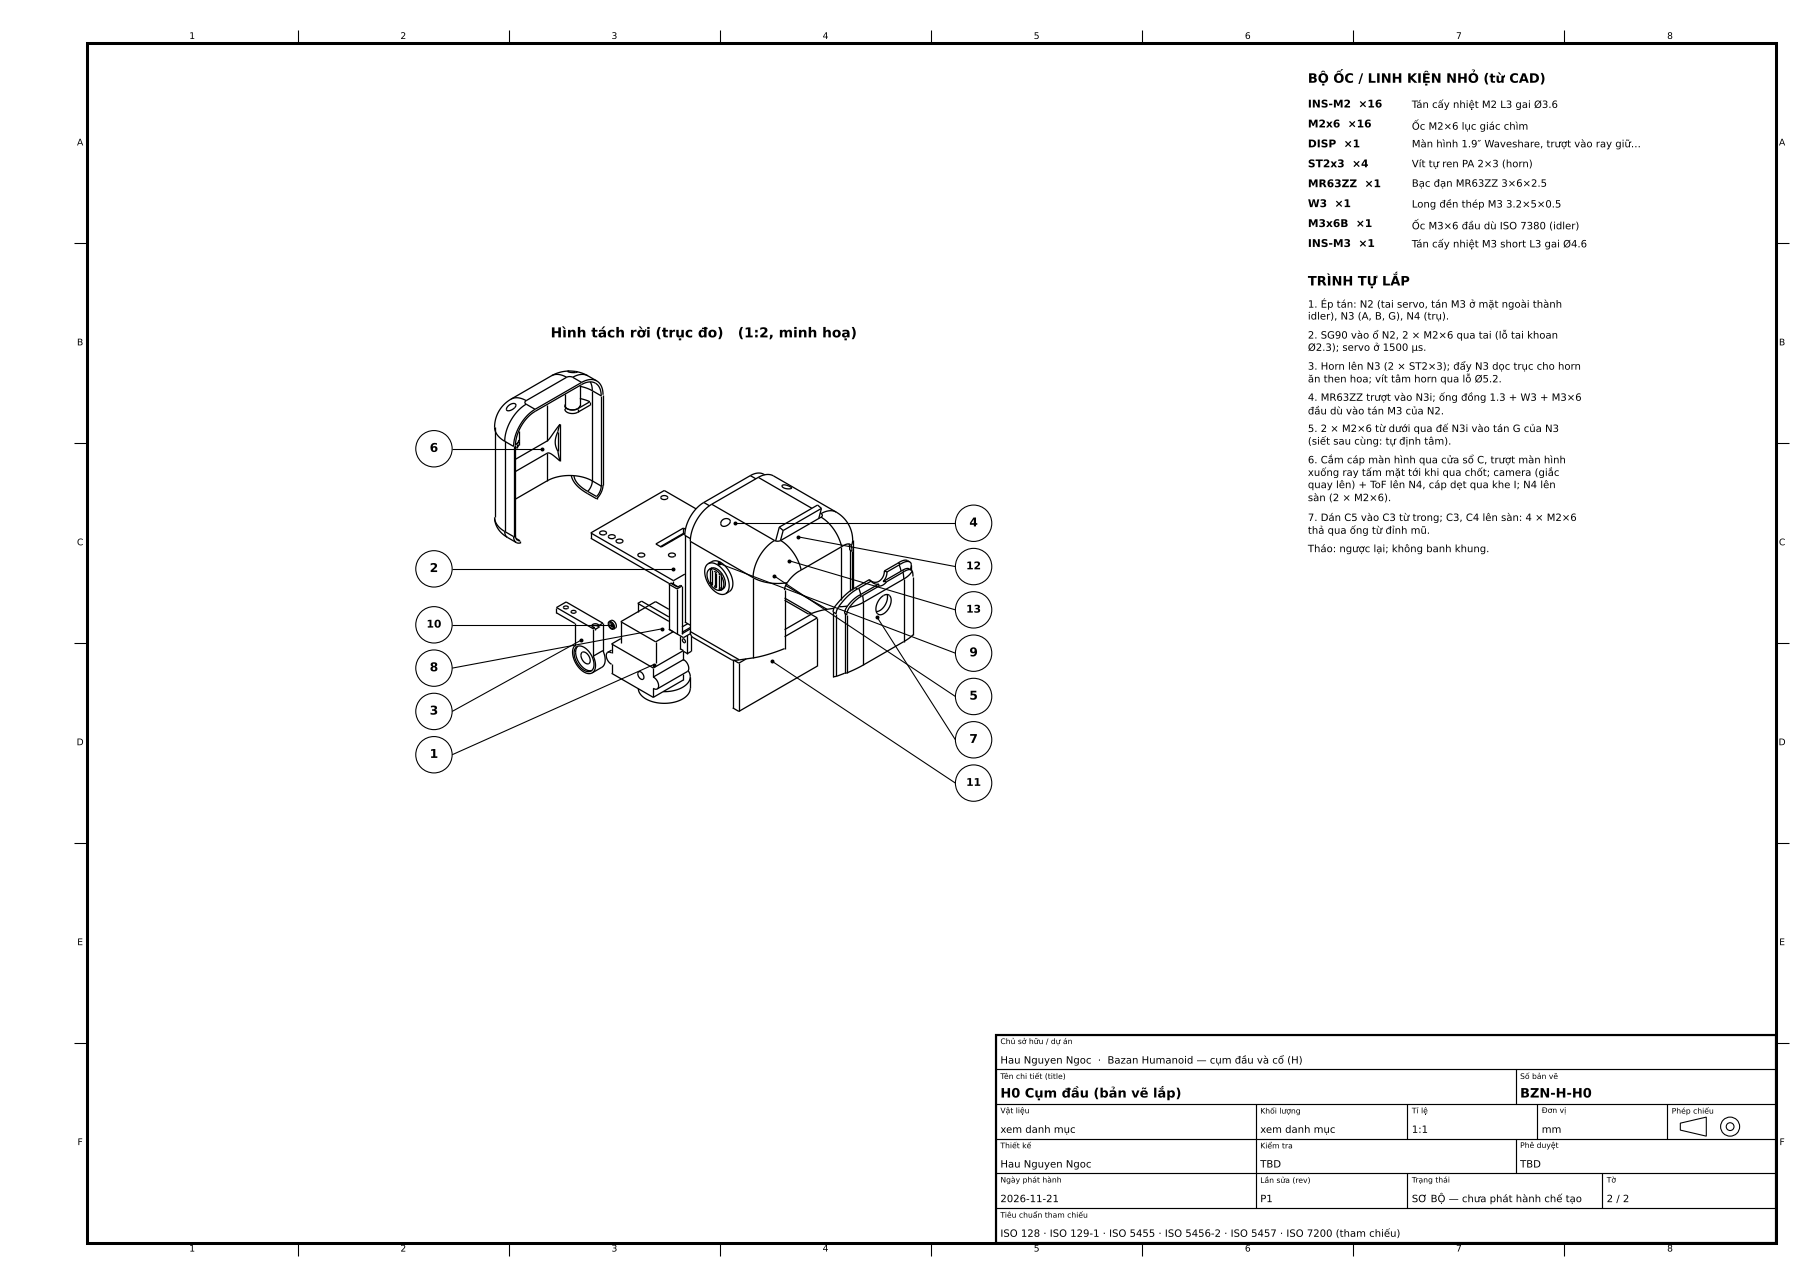 1 2 3 4 5 6 7 8
A
B
C
D
E
F
A
B
C
D
E
F
BỘ ỐC / LINH KIỆN NHỎ (từ CAD)
INS-M2 ×16 Tán cấy nhiệt M2 L3 gai Ø3.6
M2x6 ×16 Ốc M2×6 lục giác chìm
DISP ×1 Màn hình 1.9″ Waveshare, trượt vào ray giữ…
ST2x3 ×4 Vít tự ren PA 2×3 (horn)
MR63ZZ ×1 Bạc đạn MR63ZZ 3×6×2.5
W3 ×1 Long đền thép M3 3.2×5×0.5
M3x6B ×1 Ốc M3×6 đầu dù ISO 7380 (idler)
INS-M3 ×1 Tán cấy nhiệt M3 short L3 gai Ø4.6
TRÌNH TỰ LẮP
1. Ép tán: N2 (tai servo, tán M3 ở mặt ngoài thành
idler), N3 (A, B, G), N4 (trụ).
2. SG90 vào ổ N2, 2 × M2×6 qua tai (lỗ tai khoan
Ø2.3); servo ở 1500 µs.
3. Horn lên N3 (2 × ST2×3); đẩy N3 dọc trục cho horn
ăn then hoa; vít tâm horn qua lỗ Ø5.2.
4. MR63ZZ trượt vào N3i; ống đồng 1.3 + W3 + M3×6
đầu dù vào tán M3 của N2.
5. 2 × M2×6 từ dưới qua đế N3i vào tán G của N3
(siết sau cùng: tự định tâm).
6. Cắm cáp màn hình qua cửa sổ C, trượt màn hình
xuống ray tấm mặt tới khi qua chốt; camera (giắc
quay lên) + ToF lên N4, cáp dẹt qua khe I; N4 lên
sàn (2 × M2×6).
7. Dán C5 vào C3 từ trong; C3, C4 lên sàn: 4 × M2×6
thả qua ống từ đỉnh mũ.
Tháo: ngược lại; không banh khung.
Hình tách rời (trục đo) (1:2, minh hoạ)
6
2
10
8
3
1
4
12
13
9
5
7
11
Chủ sở hữu / dự án
Hau Nguyen Ngoc · Bazan Humanoid — cụm đầu và cổ (H)
Tên chi tiết (title) Số bản vẽ
H0 Cụm đầu (bản vẽ lắp) BZN-H-H0
Vật liệu Khối lượng Tỉ lệ Đơn vị Phép chiếu
xem danh mục xem danh mục 1:1 mm
Thiết kế Kiểm tra Phê duyệt
Hau Nguyen Ngoc TBD TBD
Ngày phát hành Lần sửa (rev) Trạng thái Tờ
2026-11-21 P1 SƠ BỘ — chưa phát hành chế tạo 2 / 2
Tiêu chuẩn tham chiếu
ISO 128 · ISO 129-1 · ISO 5455 · ISO 5456-2 · ISO 5457 · ISO 7200 (tham chiếu)
1 2 3 4 5 6 7 8